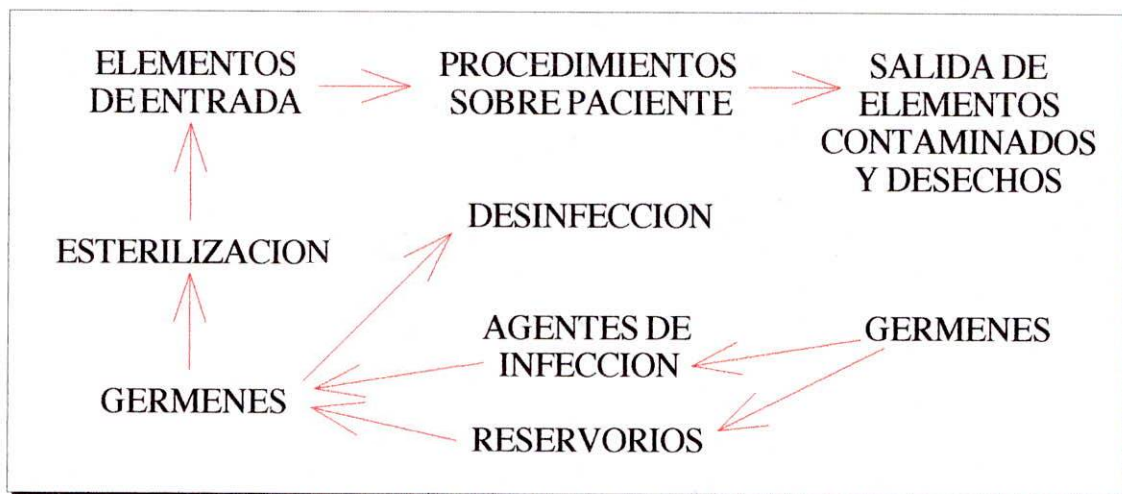 ELEMENTOS
DE ENTRADA
PROCEDIMIENTOS
SOBRE PACIENTE
SALIDA DE
ELEMENTOS
CONTAMINADOS
Y DESECHOS
DESINFECCION
ESTERILIZACION
AGENTES DE
INFECCION
GERMENES
GERMENES
RESERVORIOS